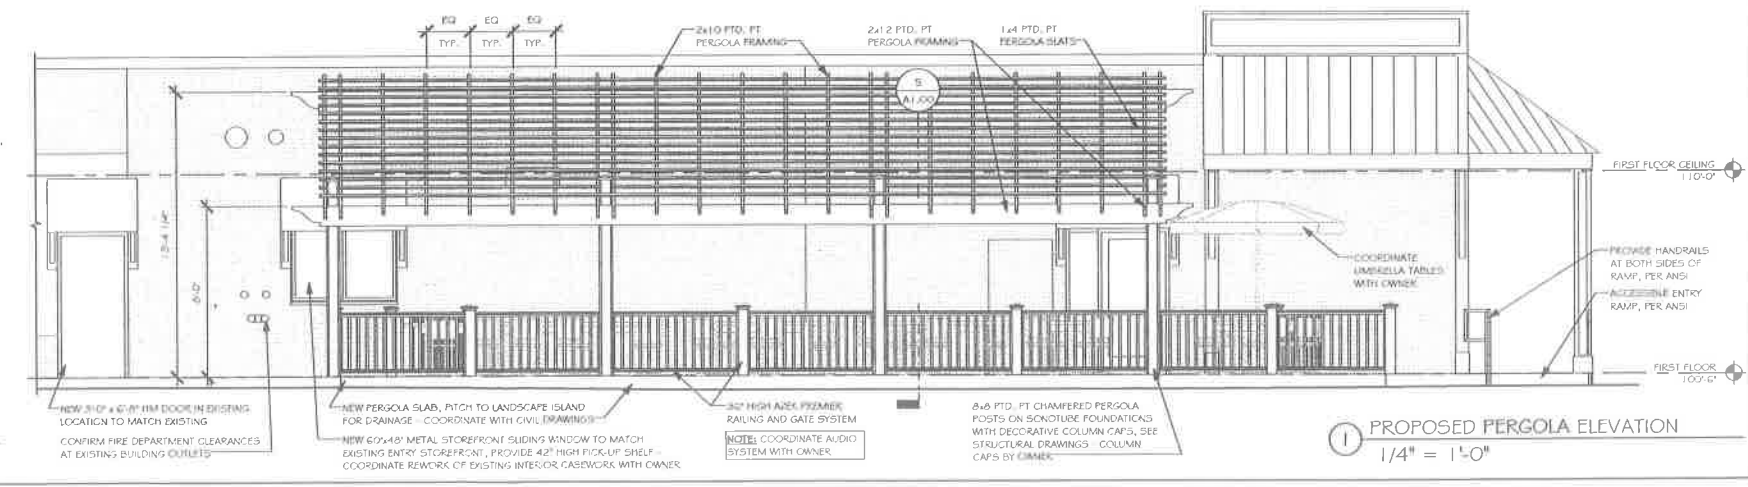 EQ EQ EQ
TYP. TYP. TYP.
2x10 PTD. PT
PERGOLA FRAMING
2x12 PTD. PT
PERGOLA FRAMING
1x4 PTD. PT
PERGOLA SLATS
5
A1.00
FIRST FLOOR CEILING
110'-0"
13'-4 1/4"
8'-0"
COORDINATE
UMBRELLA TABLES
WITH OWNER
PROVIDE HANDRAILS
AT BOTH SIDES OF
RAMP, PER ANSI
ACCESSIBLE ENTRY
RAMP, PER ANSI
FIRST FLOOR
100'-6"
NEW 3'-0" x 6'-8" HM DOOR IN EXISTING
LOCATION TO MATCH EXISTING
CONFIRM FIRE DEPARTMENT CLEARANCES
AT EXISTING BUILDING OUTLETS
NEW PERGOLA SLAB, PITCH TO LANDSCAPE ISLAND
FOR DRAINAGE - COORDINATE WITH CIVIL DRAWINGS
NEW 60"x48" METAL STOREFRONT SLIDING WINDOW TO MATCH
EXISTING ENTRY STOREFRONT, PROVIDE 42" HIGH PICK-UP SHELF -
COORDINATE REWORK OF EXISTING INTERIOR CASEWORK WITH OWNER
36" HIGH AZEK PREMIER
RAILING AND GATE SYSTEM
NOTE: COORDINATE AUDIO
SYSTEM WITH OWNER
8x8 PTD. PT CHAMFERED PERGOLA
POSTS ON SONOTUBE FOUNDATIONS
WITH DECORATIVE COLUMN CAPS, SEE
STRUCTURAL DRAWINGS - COLUMN
CAPS BY OWNER
1 PROPOSED PERGOLA ELEVATION
1/4" = 1'-0"